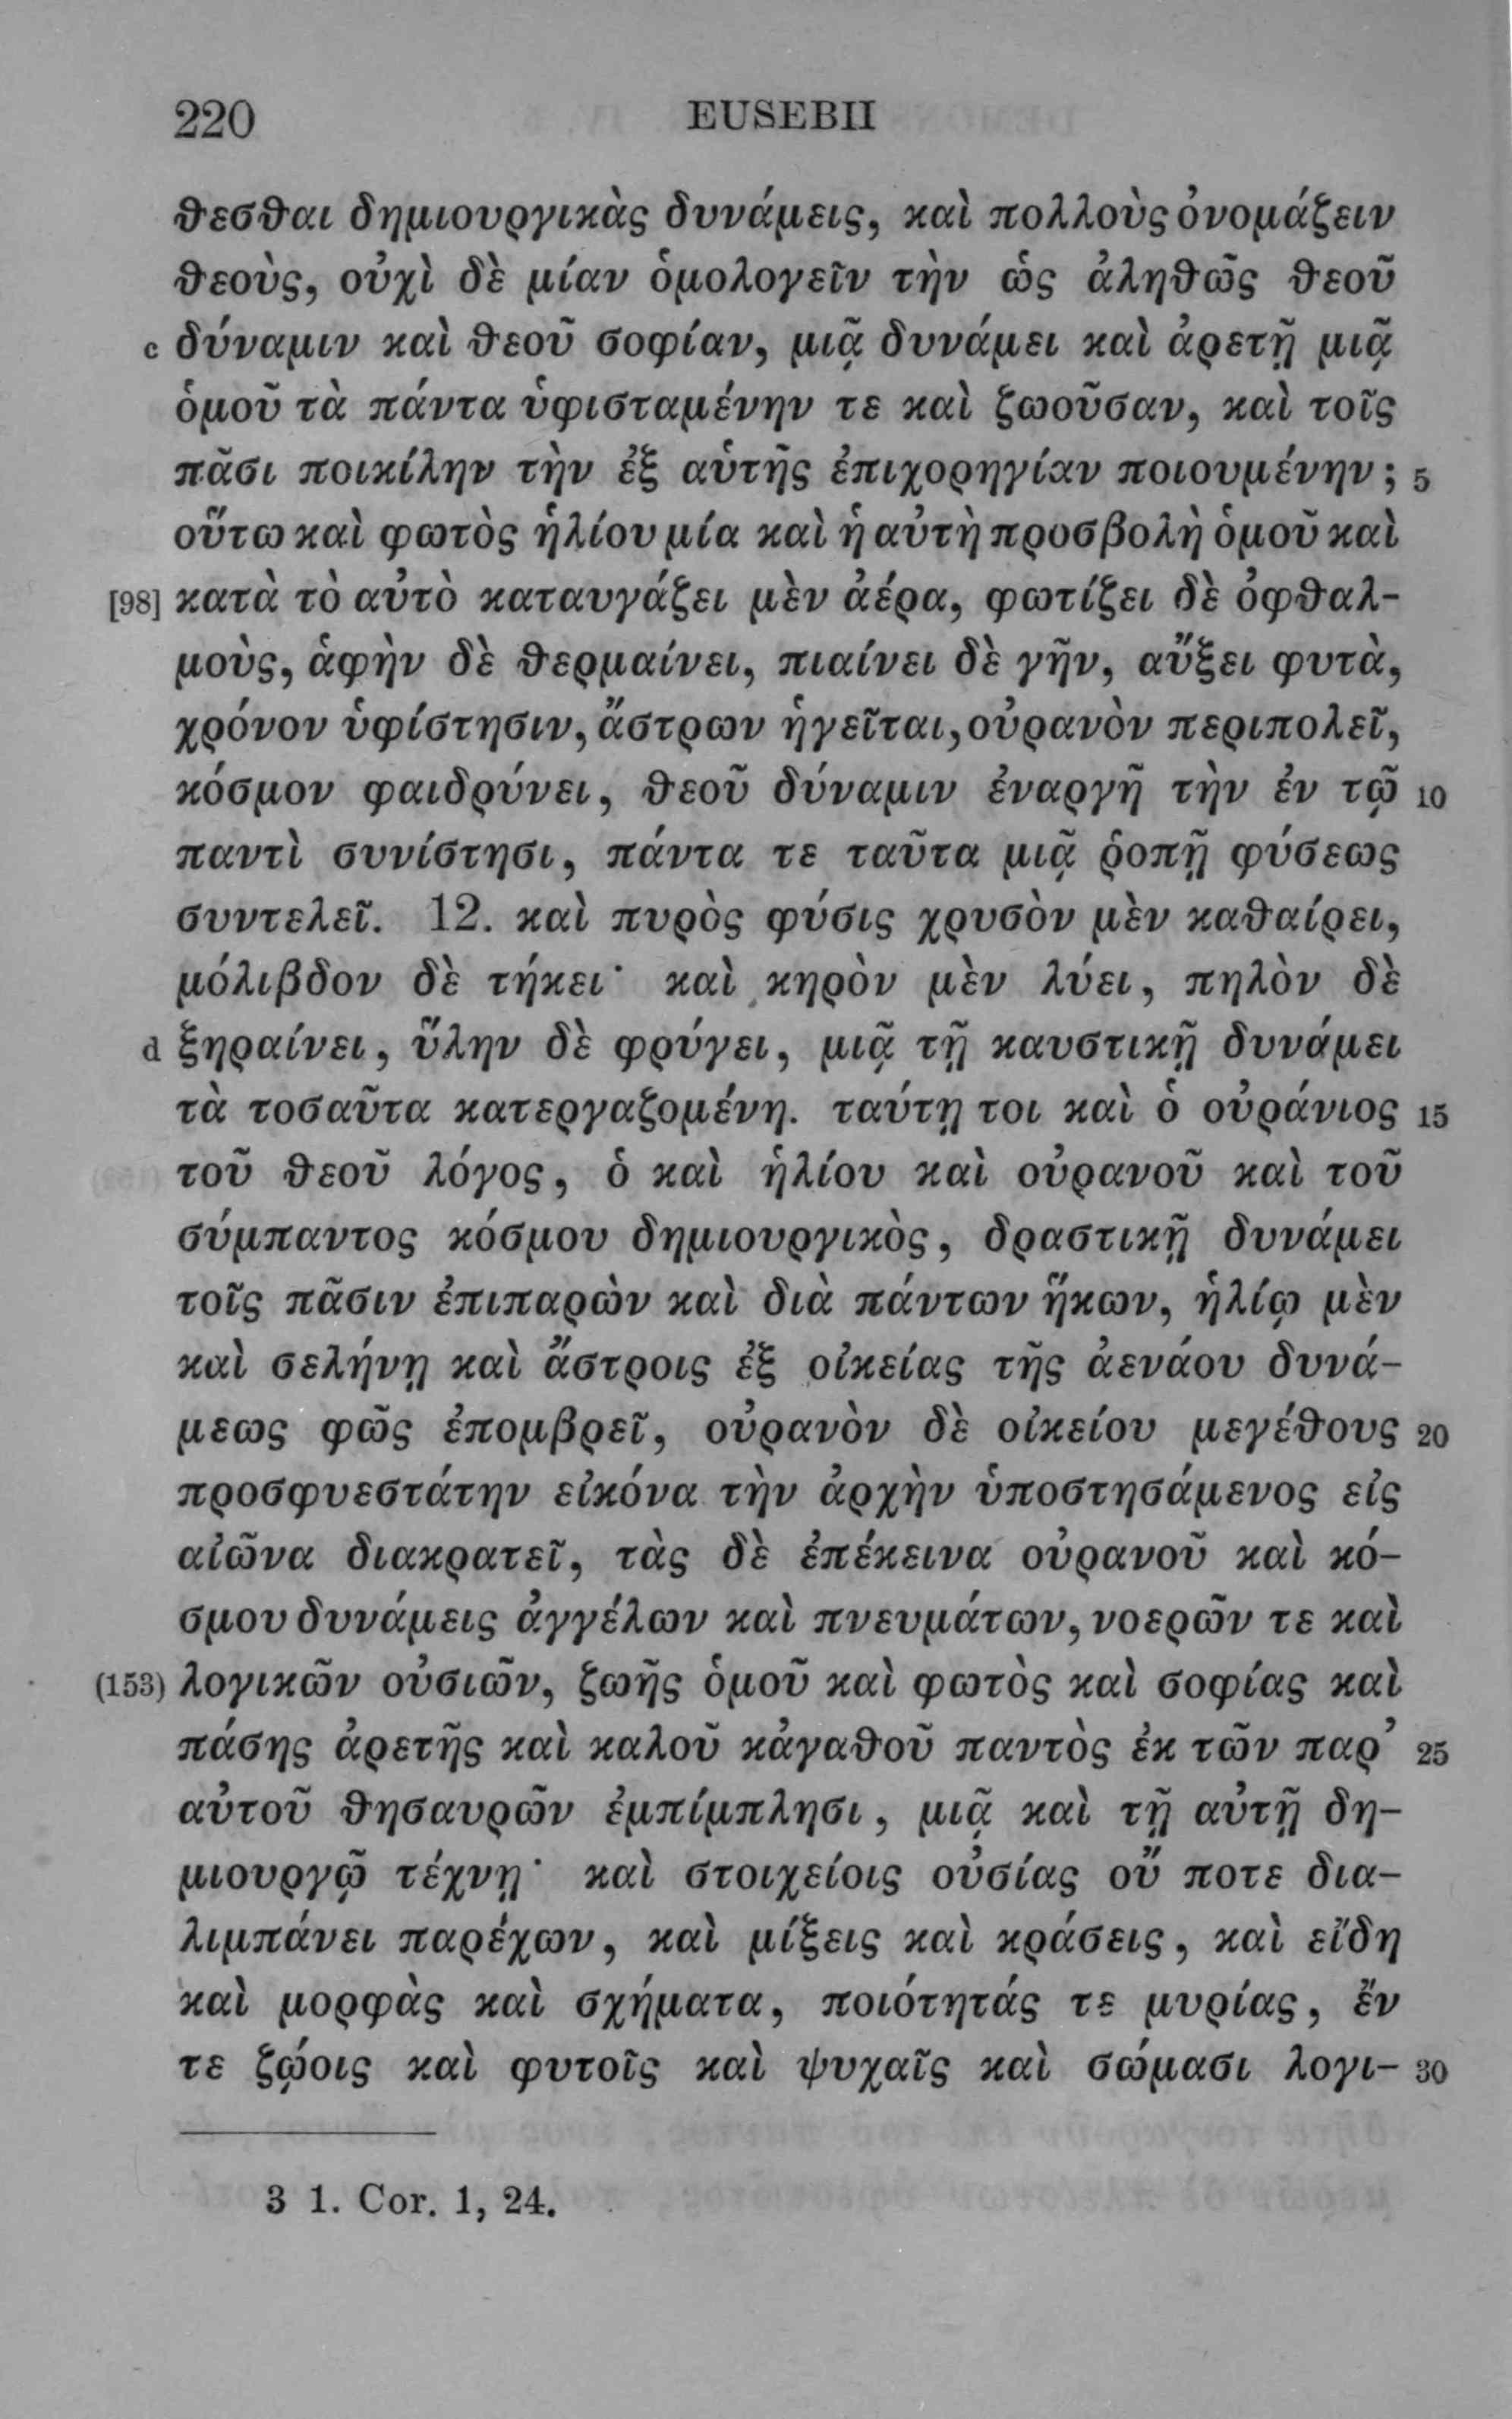 220 EUSEBII
θεσθαι δημιουργικὰς δυνάμεις, καὶ πολλοὺς ὀνομάζειν
θεοὺς, οὐχὶ δὲ μίαν ὁμολογεῖν τὴν ὡς ἀληθῶς θεοῦ
c δύναμιν καὶ θεοῦ σοφίαν, μιᾷ δυνάμει καὶ ἀρετῇ μιᾷ
ὁμοῦ τὰ πάντα ὑφισταμένην τε καὶ ζωοῦσαν, καὶ τοῖς
πᾶσι ποικίλην τὴν ἐξ αὑτῆς ἐπιχορηγίαν ποιουμένην; 5
οὕτω καὶ φωτὸς ἡλίου μία καὶ ἡ αὐτὴ προσβολὴ ὁμοῦ καὶ
[98] κατὰ τὸ αὐτὸ καταυγάζει μὲν ἀέρα, φωτίζει δὲ ὀφθαλ-
μοὺς, ἁφὴν δὲ θερμαίνει, πιαίνει δὲ γῆν, αὔξει φυτὰ,
χρόνον ὑφίστησιν, ἄστρων ἡγεῖται, οὐρανὸν περιπολεῖ,
κόσμον φαιδρύνει, θεοῦ δύναμιν ἐναργῆ τὴν ἐν τῷ 10
παντὶ συνίστησι, πάντα τε ταῦτα μιᾷ ῥοπῇ φύσεως
συντελεῖ. 12. καὶ πυρὸς φύσις χρυσὸν μὲν καθαίρει,
μόλιβδον δὲ τήκει· καὶ κηρὸν μὲν λύει, πηλὸν δὲ
d ξηραίνει, ὕλην δὲ φρύγει, μιᾷ τῇ καυστικῇ δυνάμει
τὰ τοσαῦτα κατεργαζομένη. ταύτῃ τοι καὶ ὁ οὐράνιος 15
τοῦ θεοῦ λόγος, ὁ καὶ ἡλίου καὶ οὐρανοῦ καὶ τοῦ
σύμπαντος κόσμου δημιουργικὸς, δραστικῇ δυνάμει
τοῖς πᾶσιν ἐπιπαρὼν καὶ διὰ πάντων ἥκων, ἡλίῳ μὲν
καὶ σελήνῃ καὶ ἄστροις ἐξ οἰκείας τῆς ἀενάου δυνά-
μεως φῶς ἐπομβρεῖ, οὐρανὸν δὲ οἰκείου μεγέθους 20
προσφυεστάτην εἰκόνα τὴν ἀρχὴν ὑποστησάμενος εἰς
αἰῶνα διακρατεῖ, τὰς δὲ ἐπέκεινα οὐρανοῦ καὶ κό-
σμου δυνάμεις ἀγγέλων καὶ πνευμάτων, νοερῶν τε καὶ
(153) λογικῶν οὐσιῶν, ζωῆς ὁμοῦ καὶ φωτὸς καὶ σοφίας καὶ
πάσης ἀρετῆς καὶ καλοῦ κἀγαθοῦ παντὸς ἐκ τῶν παρ’ 25
αὐτοῦ θησαυρῶν ἐμπίμπλησι, μιᾷ καὶ τῇ αὐτῇ δη-
μιουργῷ τέχνῃ· καὶ στοιχείοις οὐσίας οὔ ποτε δια-
λιμπάνει παρέχων, καὶ μίξεις καὶ κράσεις, καὶ εἴδη
καὶ μορφὰς καὶ σχήματα, ποιότητάς τε μυρίας, ἔν
τε ζῴοις καὶ φυτοῖς καὶ ψυχαῖς καὶ σώμασι λογι- 30
3 1. Cor. 1, 24.